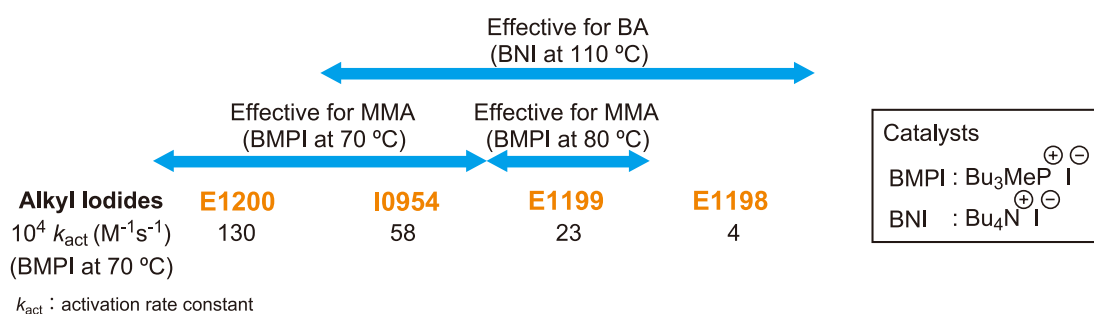 Effective for BA
(BNI at 110 ºC)
Effective for MMA
(BMPI at 70 ºC)
Effective for MMA
(BMPI at 80 ºC)
Alkyl Iodides E1200 I0954 E1199 E1198
10⁴ kact (M⁻¹s⁻¹) 130 58 23 4
(BMPI at 70 ºC)
kact : activation rate constant
Catalysts
BMPI : Bu₃MeP⊕ I⊖
BNI : Bu₄N⊕ I⊖